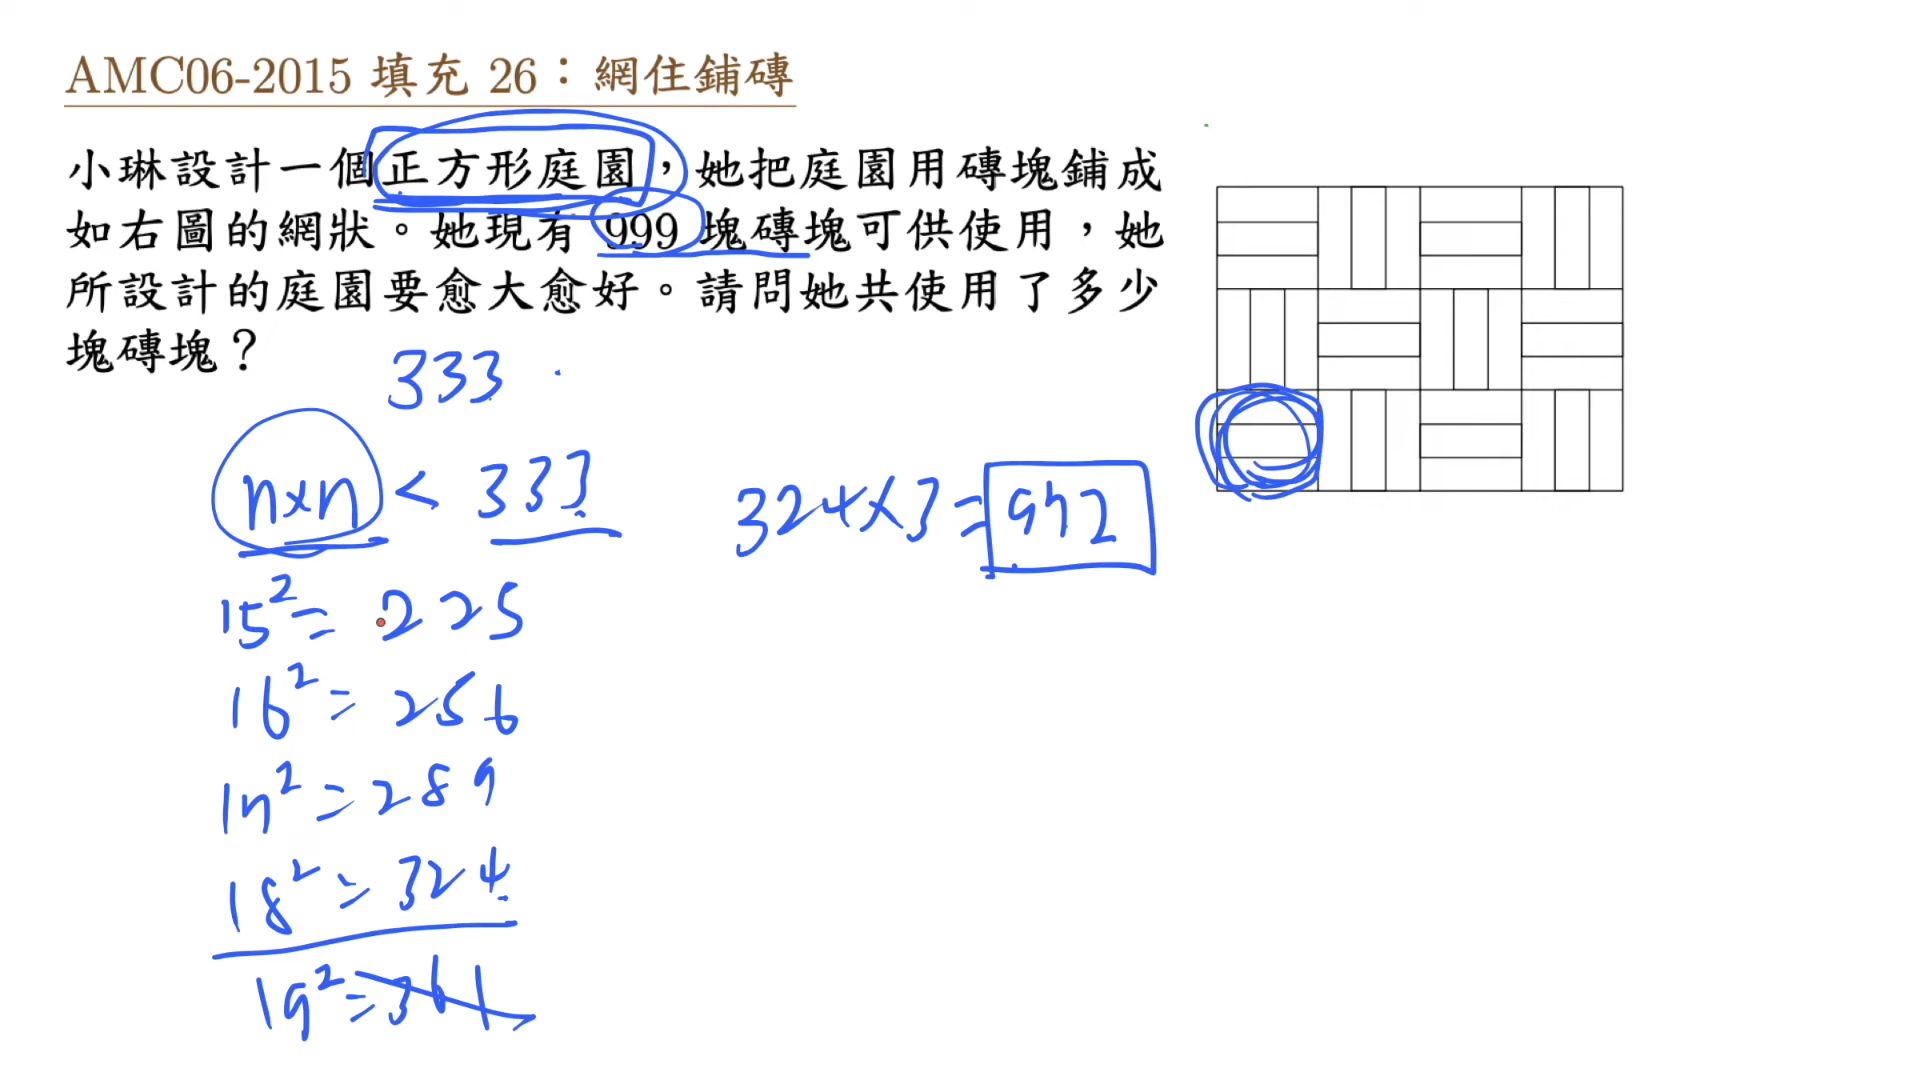 AMC06-2015 填充 26：網住鋪磚
小琳設計一個正方形庭園，她把庭園用磚塊鋪成
如右圖的網狀。她現有 999 塊磚塊可供使用，她
所設計的庭園要愈大愈好。請問她共使用了多少
塊磚塊？
333
n×n < 333
324×3=972
15²=225
16²=256
17²=289
18²=324
19²=361